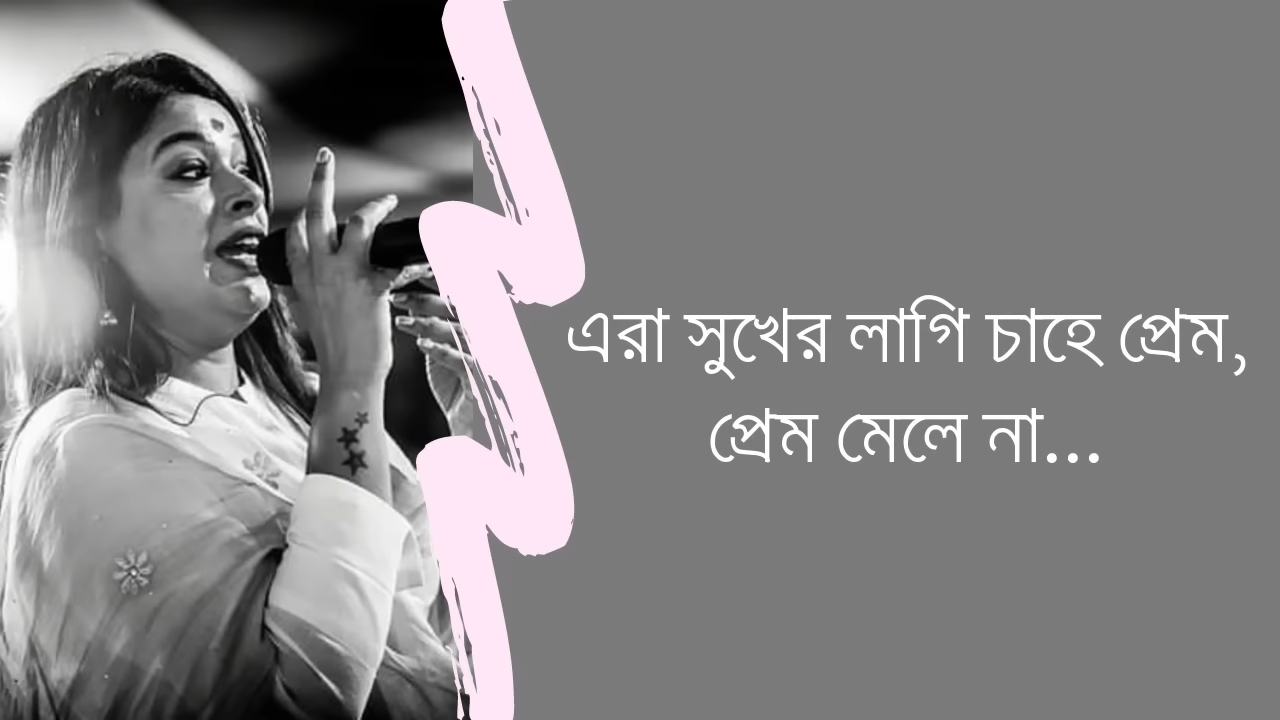 এরা সুখের লাগি চাহে প্রেম,
প্রেম মেলে না...